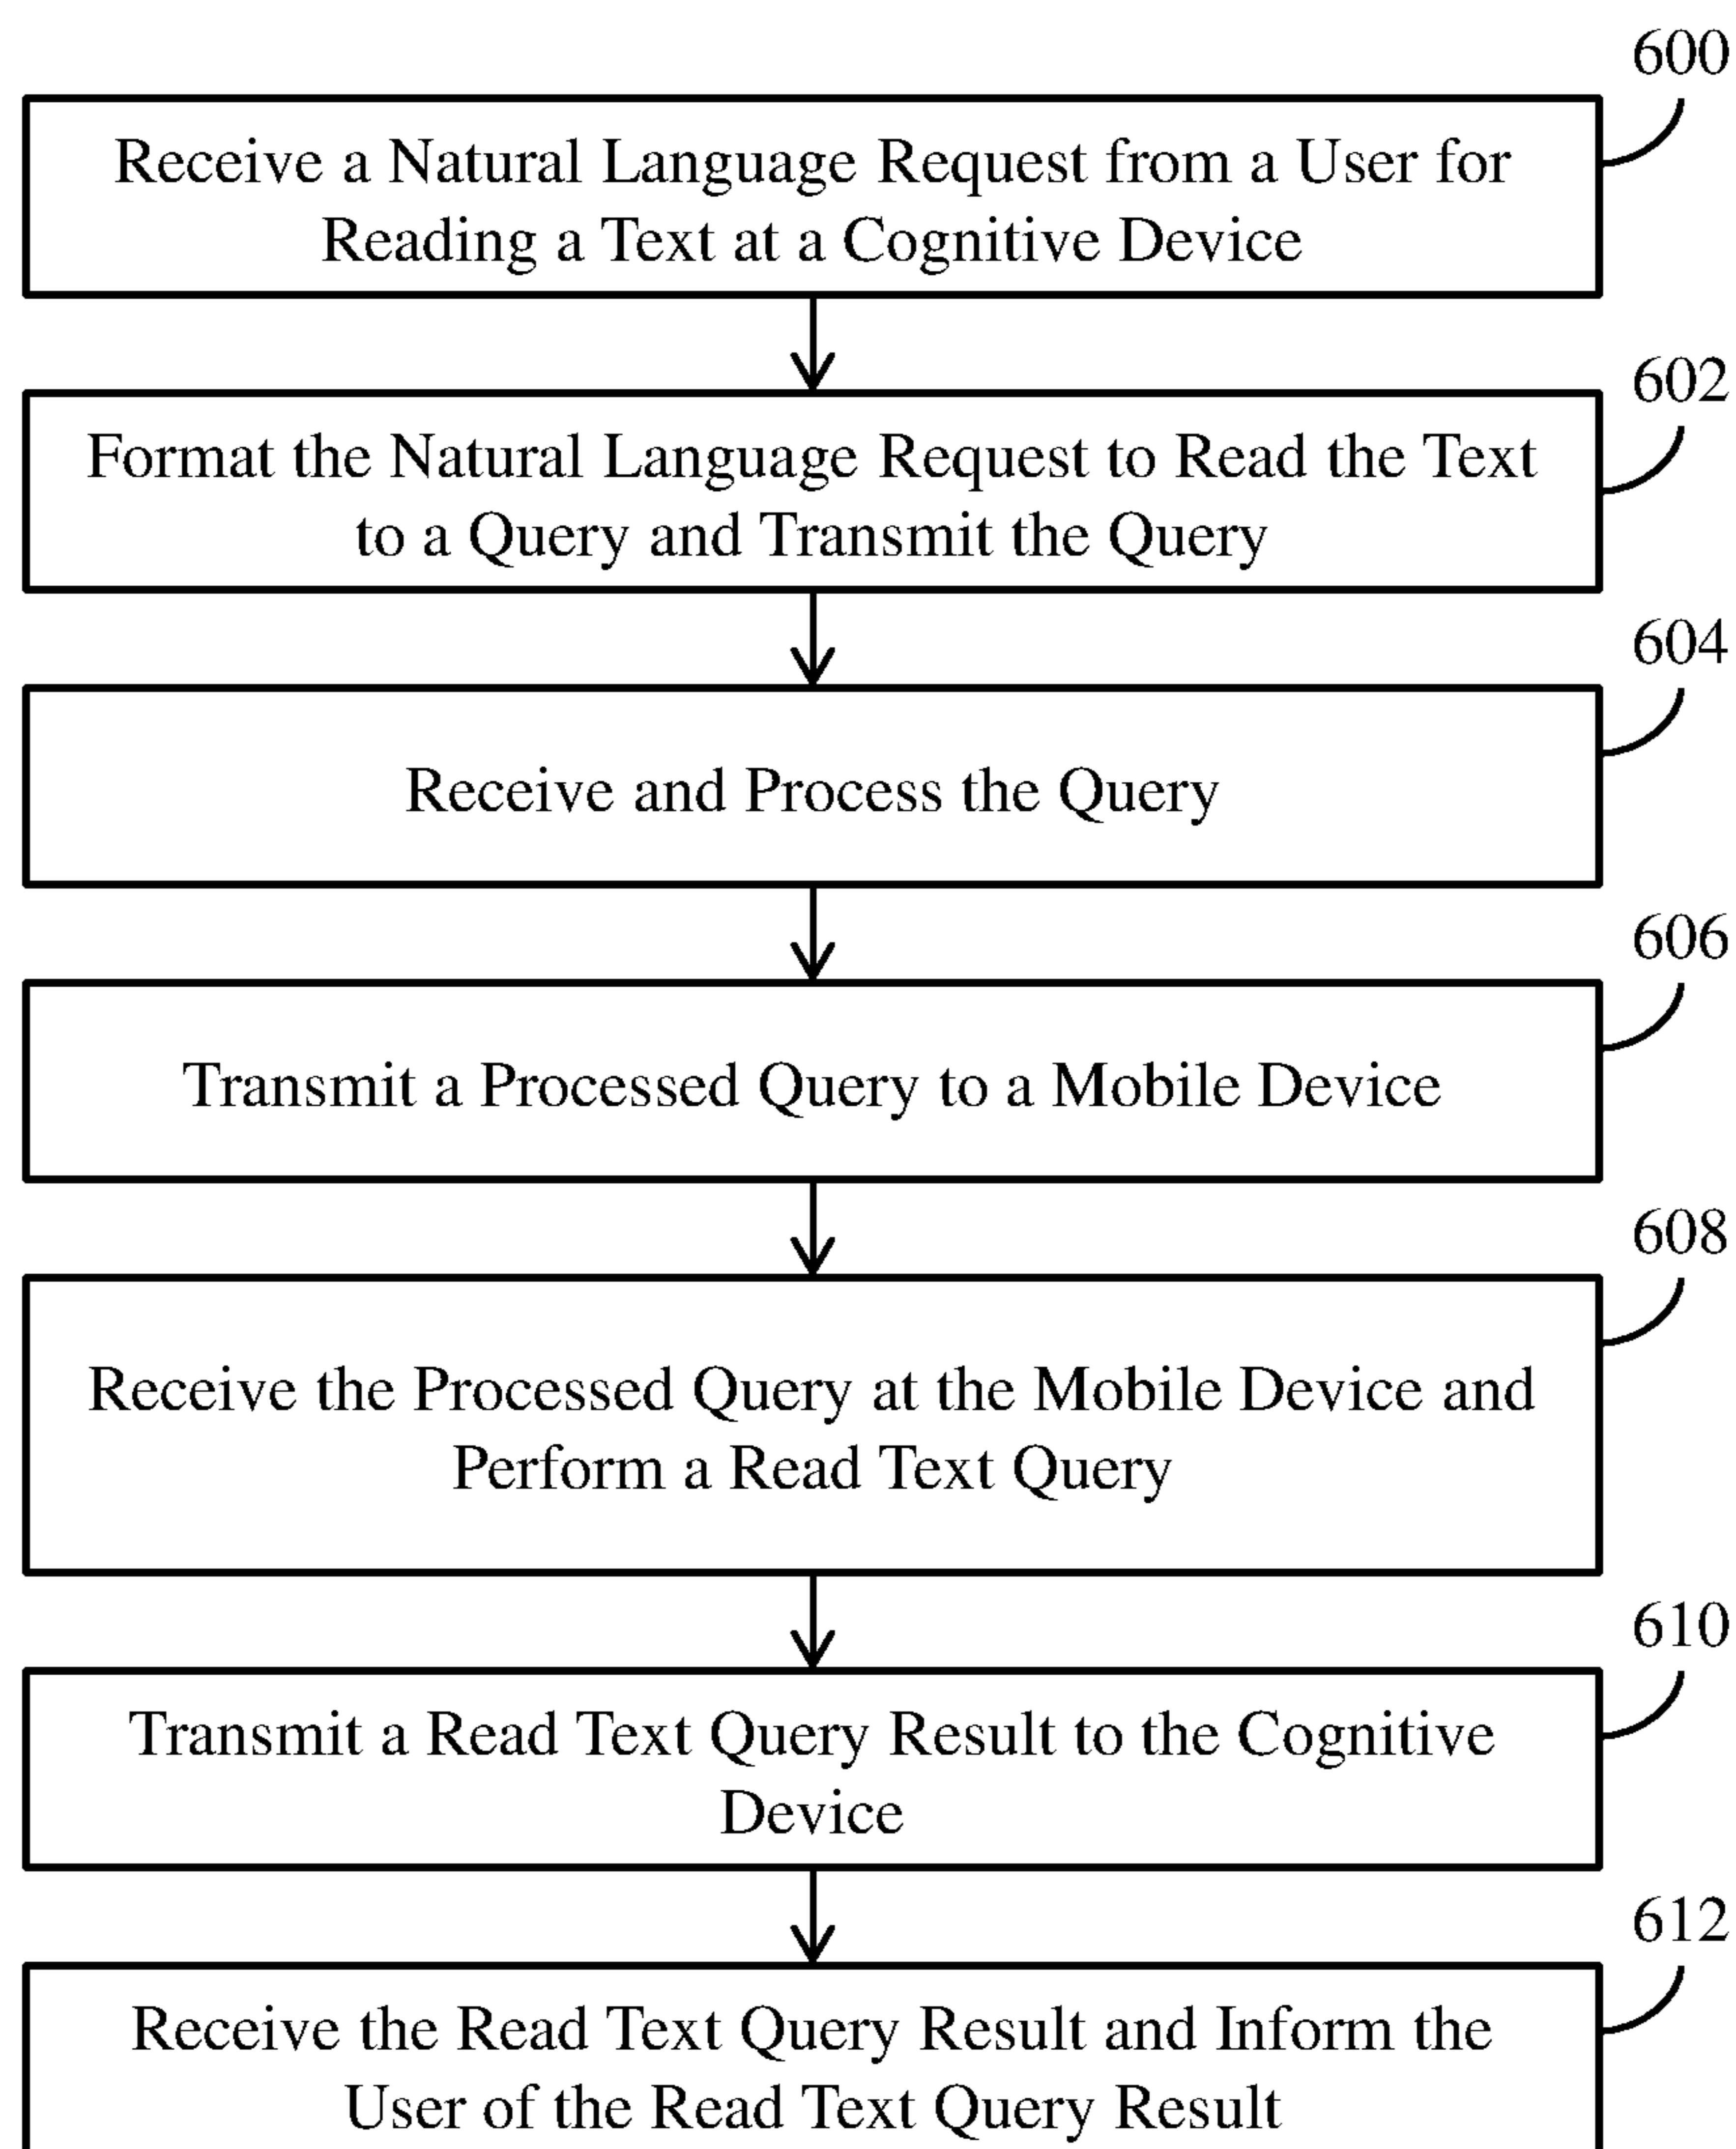 600
Receive a Natural Language Request from a User for
Reading a Text at a Cognitive Device
602
Format the Natural Language Request to Read the Text
to a Query and Transmit the Query
604
Receive and Process the Query
606
Transmit a Processed Query to a Mobile Device
608
Receive the Processed Query at the Mobile Device and
Perform a Read Text Query
610
Transmit a Read Text Query Result to the Cognitive
Device
612
Receive the Read Text Query Result and Inform the
User of the Read Text Query Result